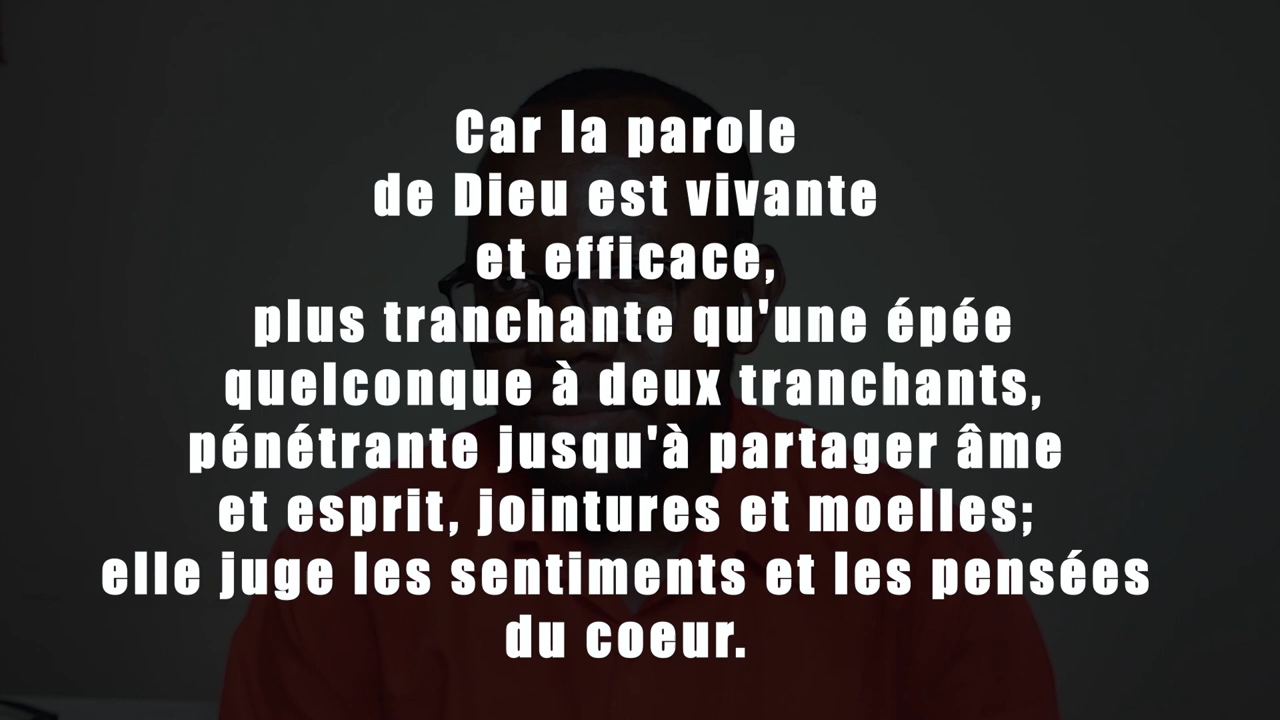 Car la parole
de Dieu est vivante
et efficace,
plus tranchante qu'une épée
quelconque à deux tranchants,
pénétrante jusqu'à partager âme
et esprit, jointures et moelles;
elle juge les sentiments et les pensées
du coeur.